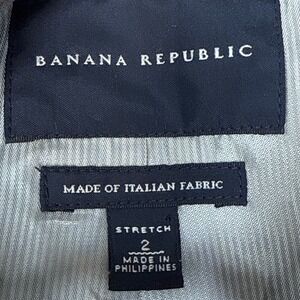 BANANA REPUBLIC
MADE OF ITALIAN FABRIC
STRETCH
2
MADE IN
PHILIPPINES